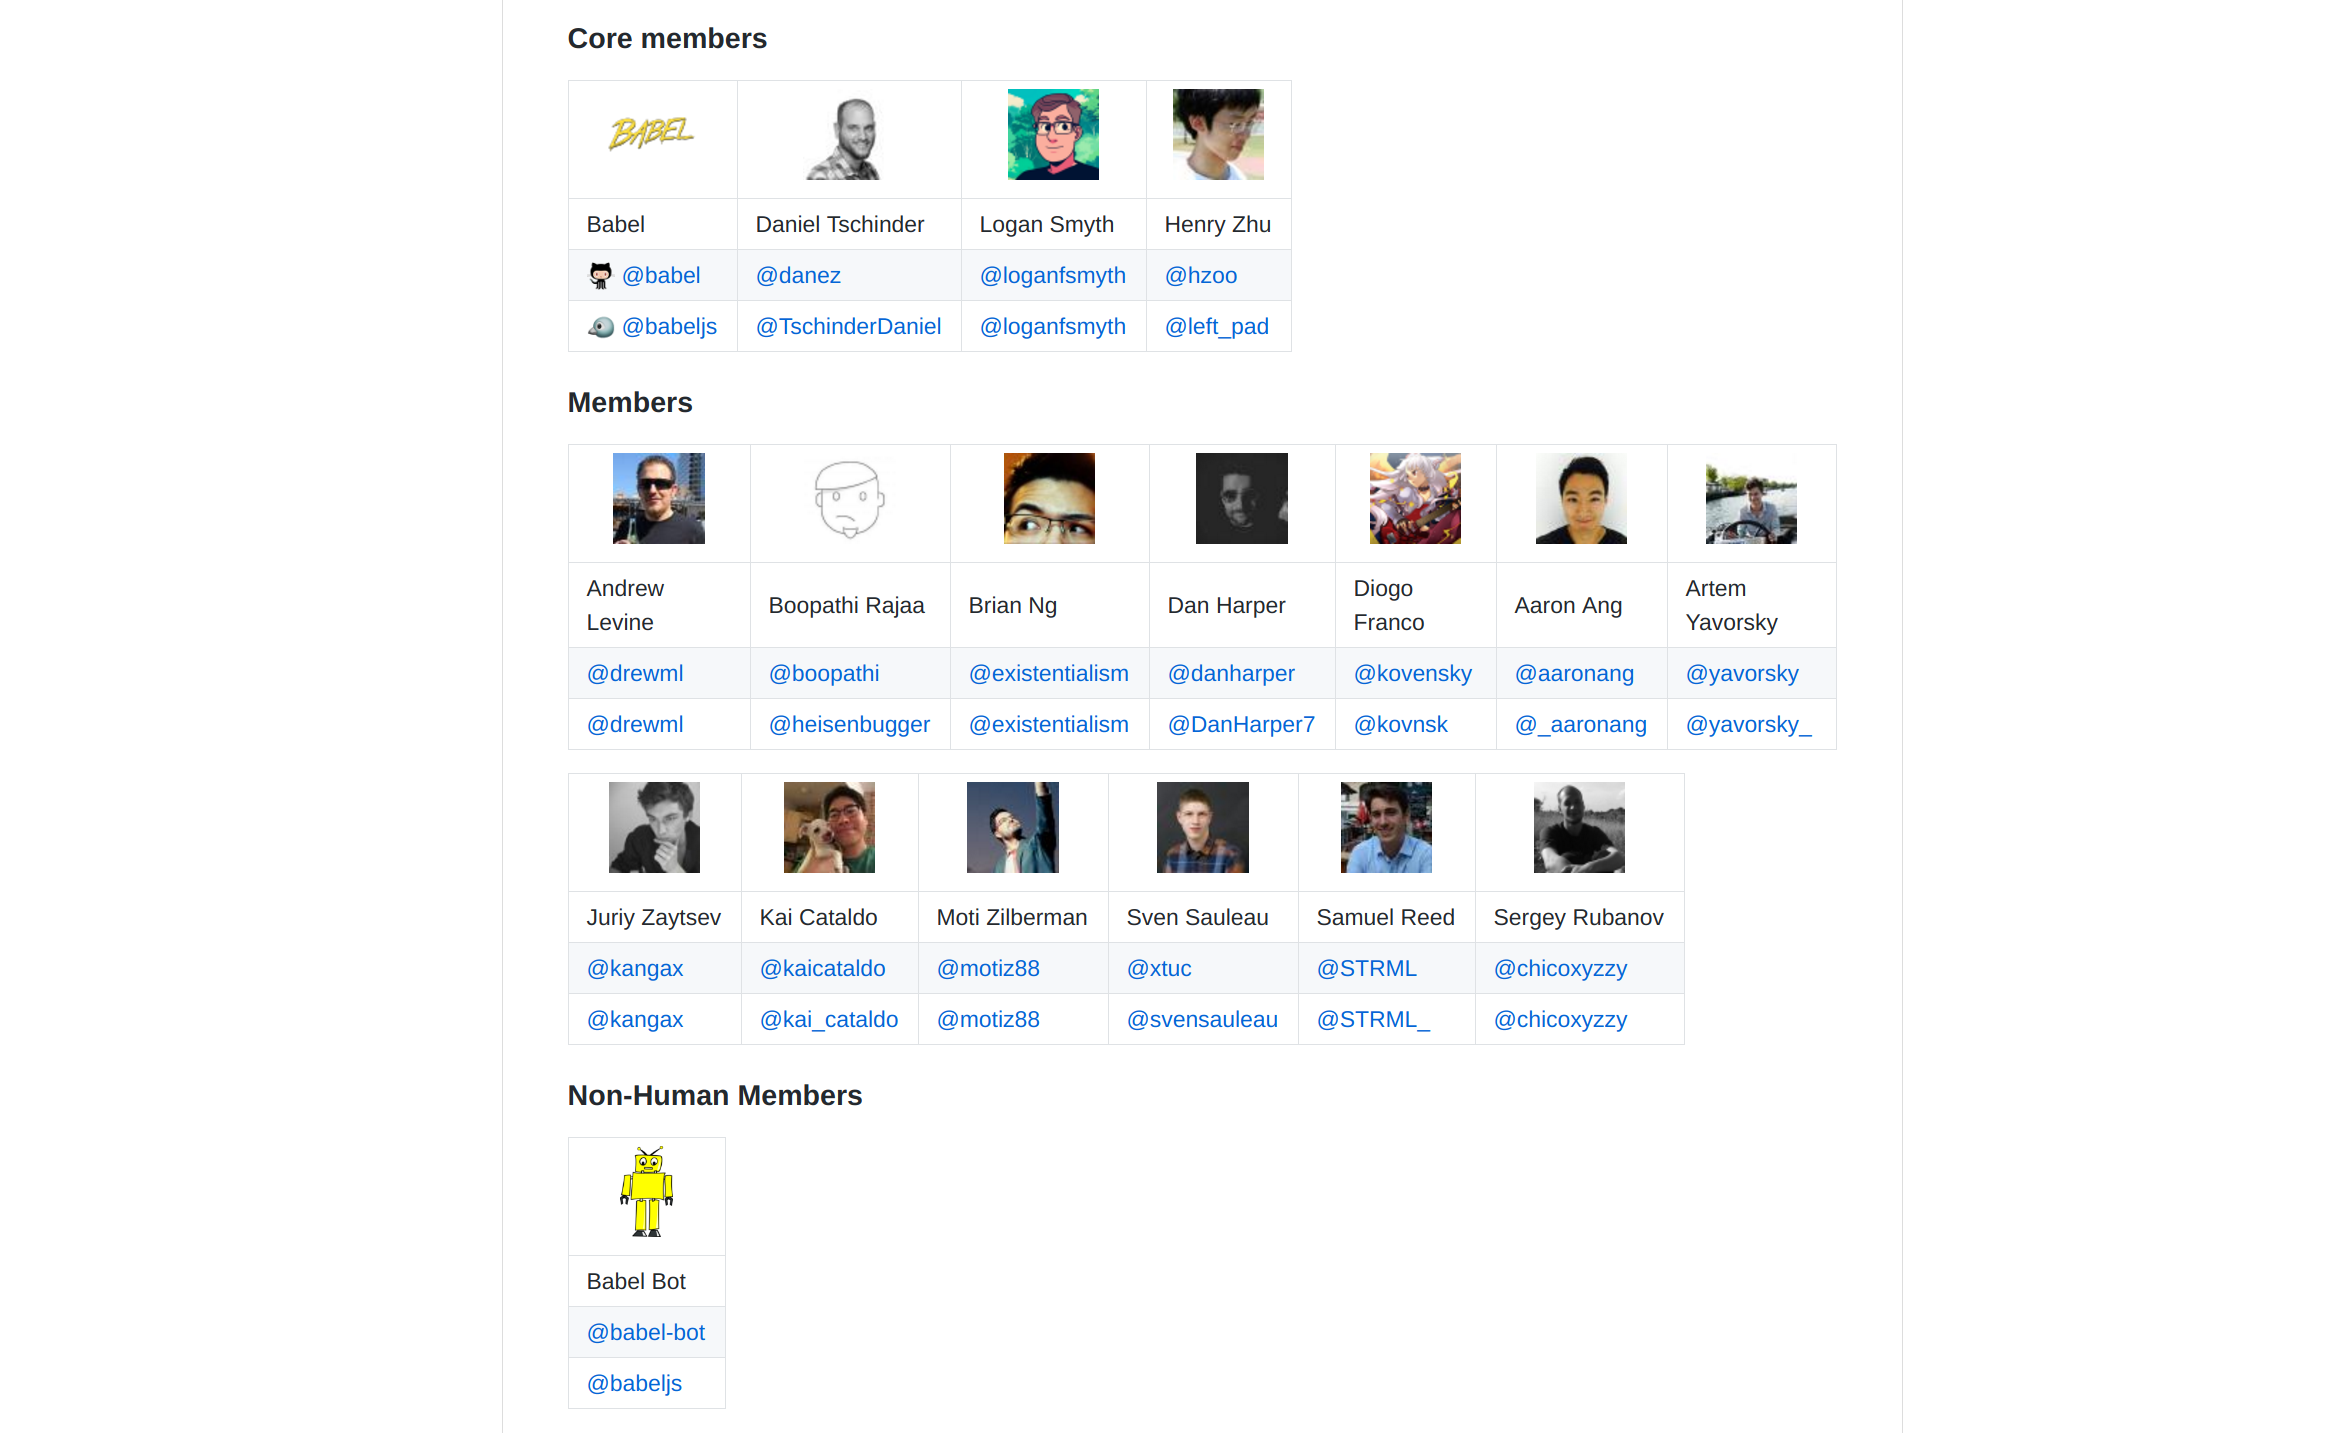 Core members
BABEL
Babel Daniel Tschinder Logan Smyth Henry Zhu
@babel @danez @loganfsmyth @hzoo
@babeljs @TschinderDaniel @loganfsmyth @left_pad
Members
Andrew Levine Boopathi Rajaa Brian Ng Dan Harper Diogo Franco Aaron Ang Artem Yavorsky
@drewml @boopathi @existentialism @danharper @kovensky @aaronang @yavorsky
@drewml @heisenbugger @existentialism @DanHarper7 @kovnsk @_aaronang @yavorsky_
Juriy Zaytsev Kai Cataldo Moti Zilberman Sven Sauleau Samuel Reed Sergey Rubanov
@kangax @kaicataldo @motiz88 @xtuc @STRML @chicoxyzzy
@kangax @kai_cataldo @motiz88 @svensauleau @STRML_ @chicoxyzzy
Non-Human Members
Babel Bot
@babel-bot
@babeljs